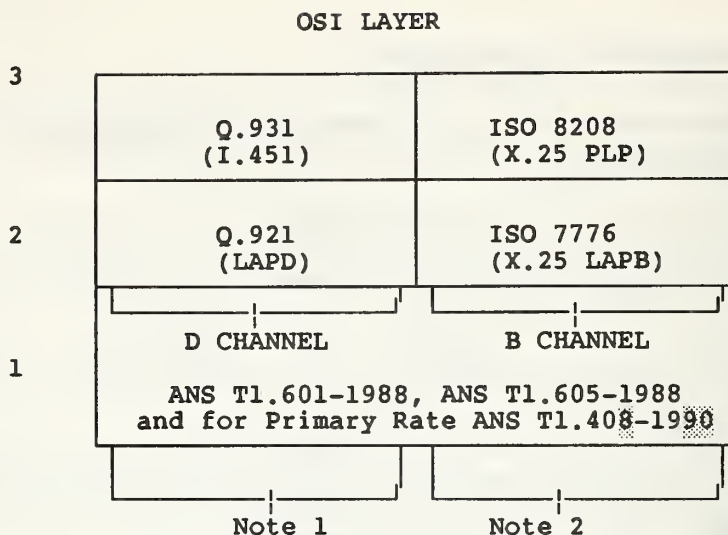 OSI LAYER
3
Q.931
(I.451)
ISO 8208
(X.25 PLP)
2
Q.921
(LAPD)
ISO 7776
(X.25 LAPB)
1
D CHANNEL
B CHANNEL
ANS T1.601-1988, ANS T1.605-1988
and for Primary Rate ANS T1.408-1990
Note 1
Note 2